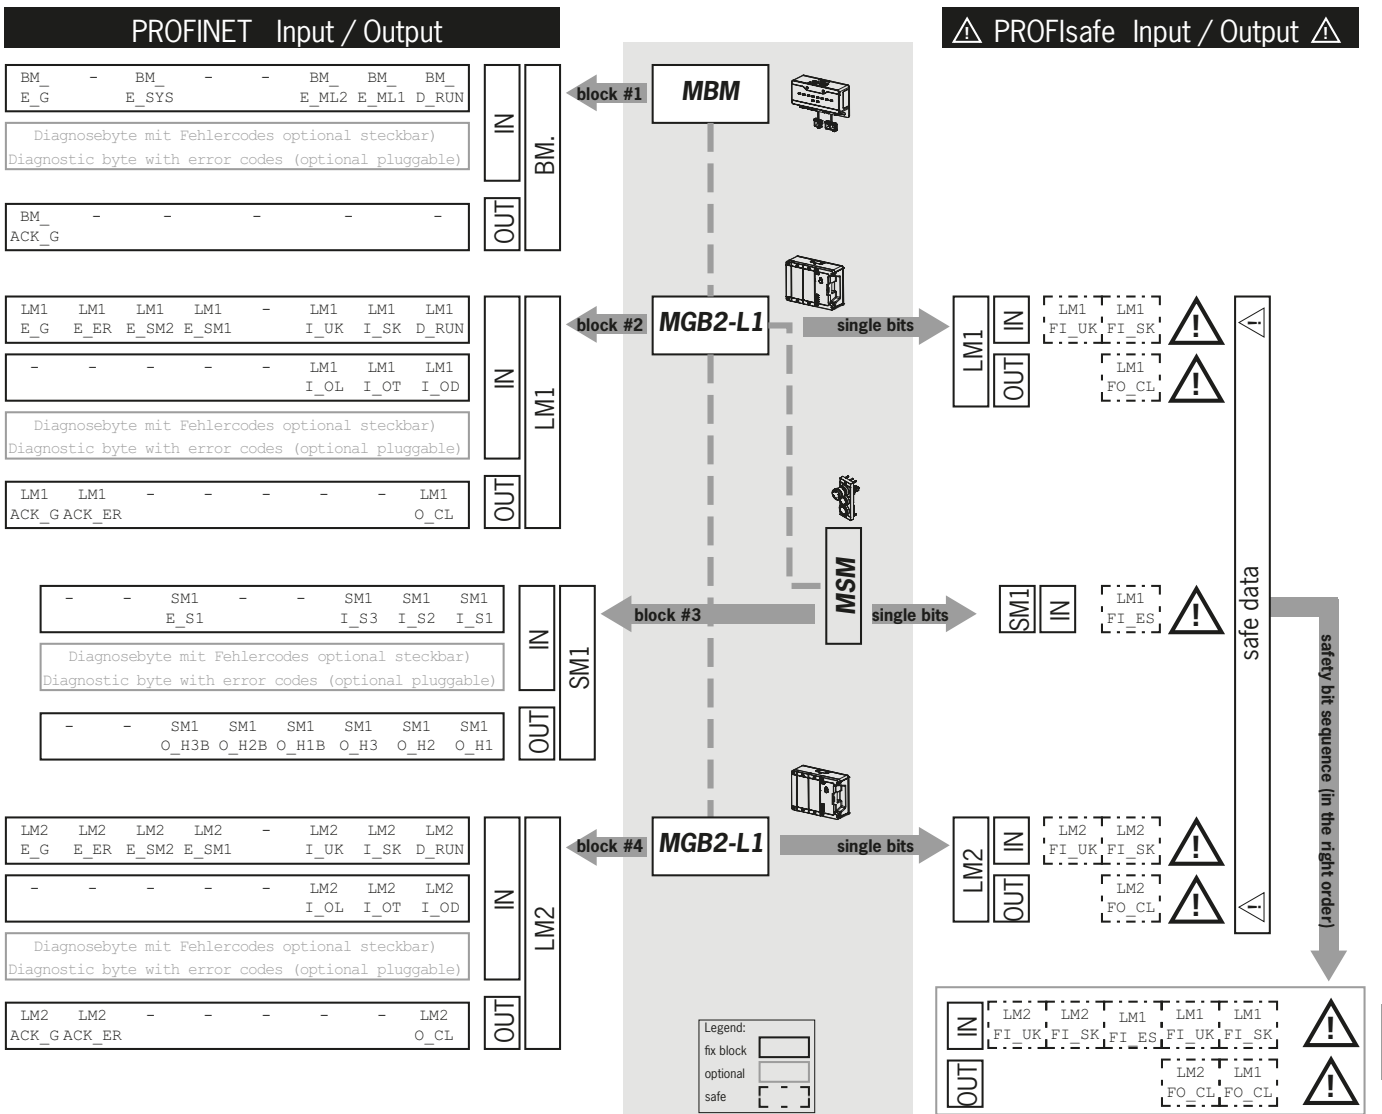 PROFINET Input / Output
PROFIsafe Input / Output
BM_ - BM_ - - BM_ BM_ BM_
E_G E_SYS E_ML2 E_ML1 D_RUN
Diagnosebyte mit Fehlercodes optional steckbar)
Diagnostic byte with error codes (optional pluggable)
IN
BM_ - - - - -
ACK_G
OUT
BM.
block #1
MBM
LM1 LM1 LM1 LM1 - LM1 LM1 LM1
E_G E_ER E_SM2 E_SM1 I_UK I_SK D_RUN
- - - - - LM1 LM1 LM1
I_OL I_OT I_OD
Diagnosebyte mit Fehlercodes optional steckbar)
Diagnostic byte with error codes (optional pluggable)
IN
LM1 LM1 - - - - - LM1
ACK_G ACK_ER O_CL
OUT
LM1
block #2
MGB2-L1
single bits
LM1
IN
LM1 LM1
FI_UK FI_SK
OUT
LM1
FO_CL
- - SM1 - - SM1 SM1 SM1
E_S1 I_S3 I_S2 I_S1
Diagnosebyte mit Fehlercodes optional steckbar)
Diagnostic byte with error codes (optional pluggable)
IN
- - SM1 SM1 SM1 SM1 SM1 SM1
O_H3B O_H2B O_H1B O_H3 O_H2 O_H1
OUT
SM1
block #3
MSM
single bits
SM1
IN
LM1
FI_ES
safe data
safety bit sequence (in the right order)
LM2 LM2 LM2 LM2 - LM2 LM2 LM2
E_G E_ER E_SM2 E_SM1 I_UK I_SK D_RUN
- - - - - LM2 LM2 LM2
I_OL I_OT I_OD
Diagnosebyte mit Fehlercodes optional steckbar)
Diagnostic byte with error codes (optional pluggable)
IN
LM2 LM2 - - - - - LM2
ACK_G ACK_ER O_CL
OUT
LM2
block #4
MGB2-L1
single bits
LM2
IN
LM2 LM2
FI_UK FI_SK
OUT
LM2
FO_CL
Legend:
fix block
optional
safe
IN
LM2 LM2 LM1 LM1 LM1
FI_UK FI_SK FI_ES FI_UK FI_SK
OUT
LM2 LM1
FO_CL FO_CL